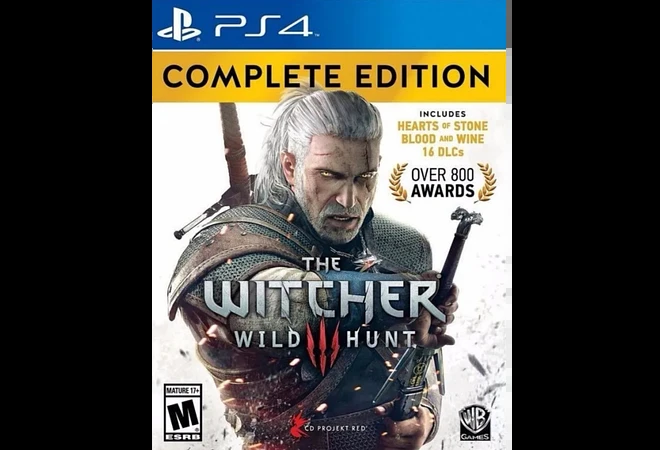 PS4
COMPLETE EDITION
INCLUDES
HEARTS OF STONE
BLOOD AND WINE
16 DLCs
OVER 800
AWARDS
THE
WITCHER
WILD III HUNT
MATURE 17+
M
ESRB
CD PROJEKT RED
WB
GAMES